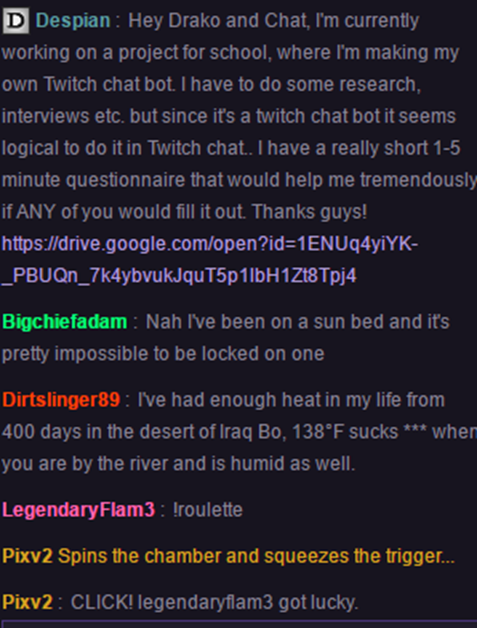 D Despian : Hey Drako and Chat, I'm currently
working on a project for school, where I'm making my
own Twitch chat bot. I have to do some research,
interviews etc. but since it's a twitch chat bot it seems
logical to do it in Twitch chat.. I have a really short 1-5
minute questionnaire that would help me tremendously
if ANY of you would fill it out. Thanks guys!
https://drive.google.com/open?id=1ENUq4yiYK-
_PBUQn_7k4ybvukJquT5p1lbH1Zt8Tpj4
Bigchiefadam : Nah I've been on a sun bed and it's
pretty impossible to be locked on one
Dirtslinger89 : I've had enough heat in my life from
400 days in the desert of Iraq Bo, 138°F sucks *** when
you are by the river and is humid as well.
LegendaryFlam3 : !roulette
Pixv2 Spins the chamber and squeezes the trigger...
Pixv2 : CLICK! legendaryflam3 got lucky.